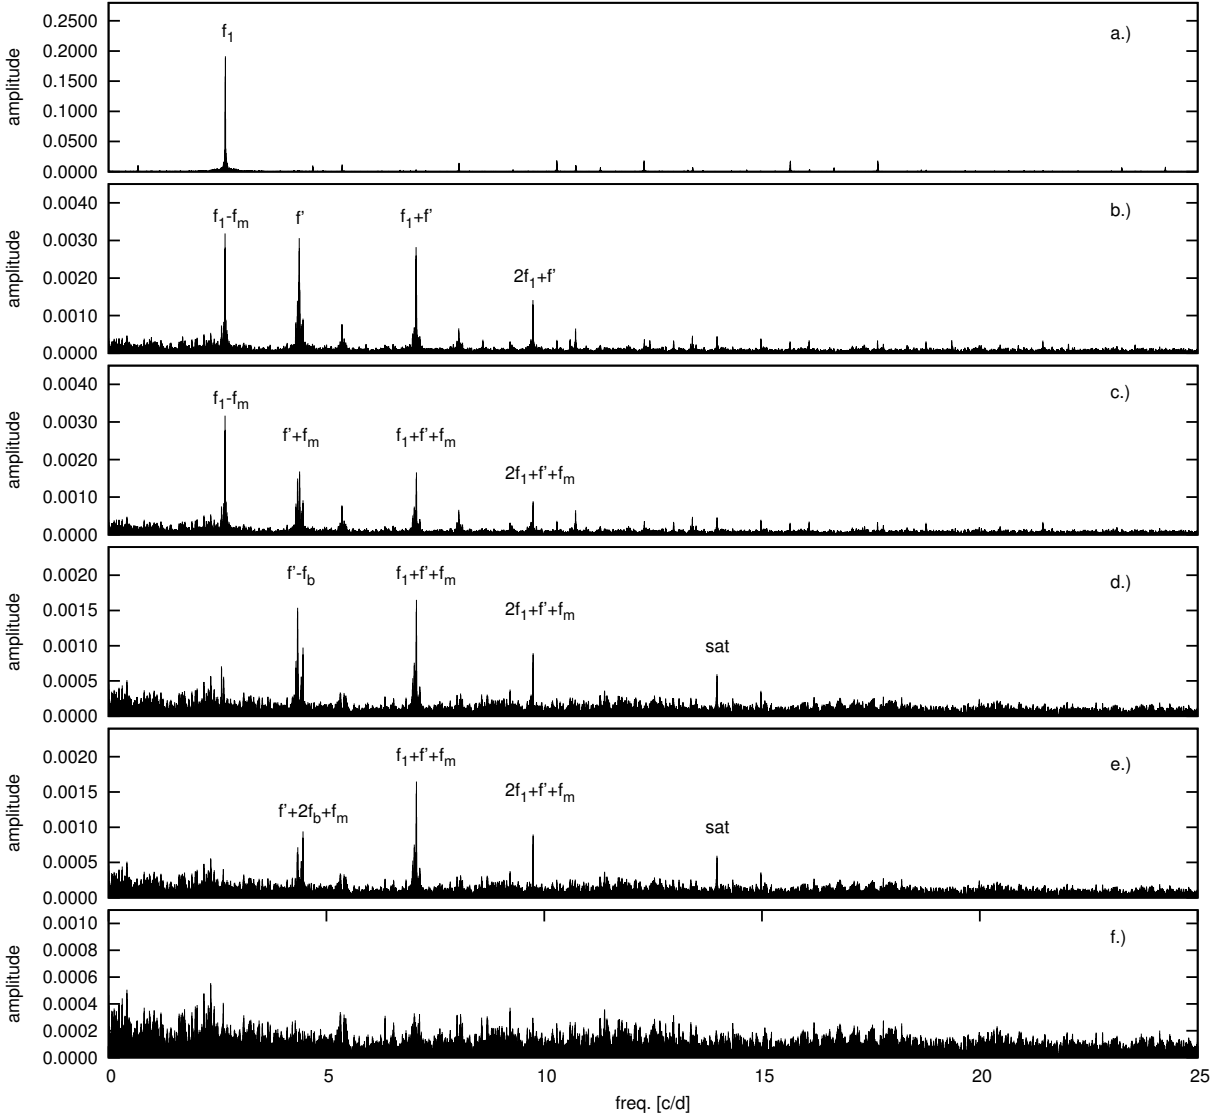 f1
a.)
amplitude
0.2500
0.2000
0.1500
0.1000
0.0500
0.0000
f1-fm
f'
f1+f'
2f1+f'
b.)
amplitude
0.0040
0.0030
0.0020
0.0010
0.0000
f1-fm
f'+fm
f1+f'+fm
2f1+f'+fm
c.)
amplitude
0.0040
0.0030
0.0020
0.0010
0.0000
f'-fb
f1+f'+fm
2f1+f'+fm
sat
d.)
amplitude
0.0020
0.0015
0.0010
0.0005
0.0000
f'+2fb+fm
f1+f'+fm
2f1+f'+fm
sat
e.)
amplitude
0.0020
0.0015
0.0010
0.0005
0.0000
f.)
amplitude
0.0010
0.0008
0.0006
0.0004
0.0002
0.0000
0 5 10 15 20 25
freq. [c/d]